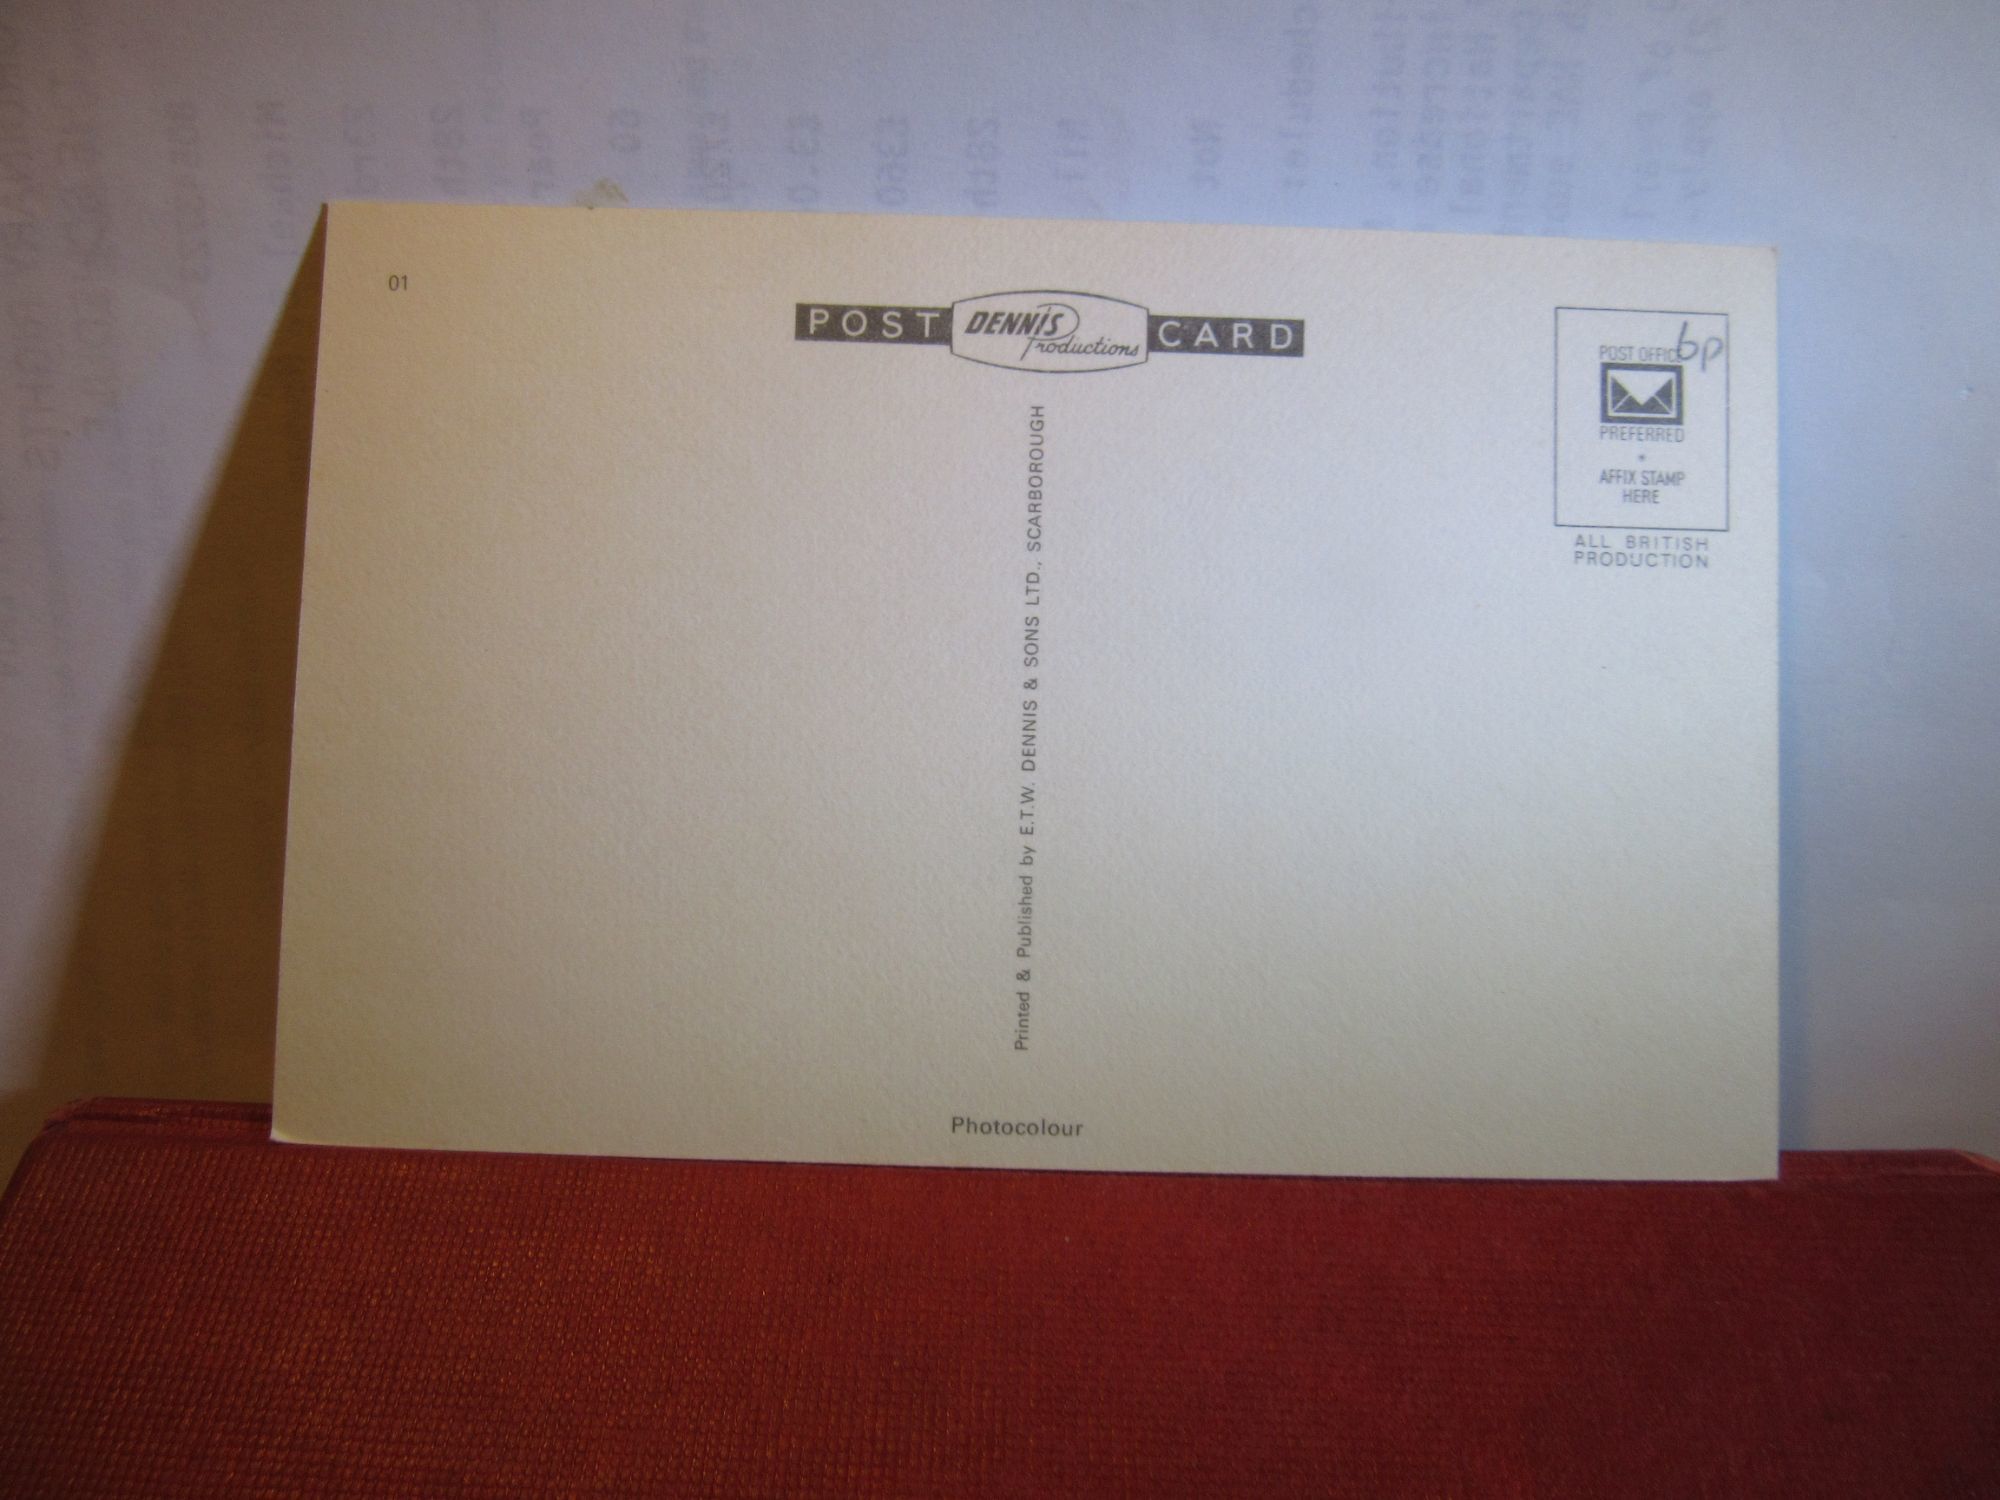 01
POST DENNIS Productions CARD
6p
POST OFFICE
PREFERRED
AFFIX STAMP
HERE
ALL BRITISH
PRODUCTION
Printed & Published by E.T.W. DENNIS & SONS LTD., SCARBOROUGH
Photocolour